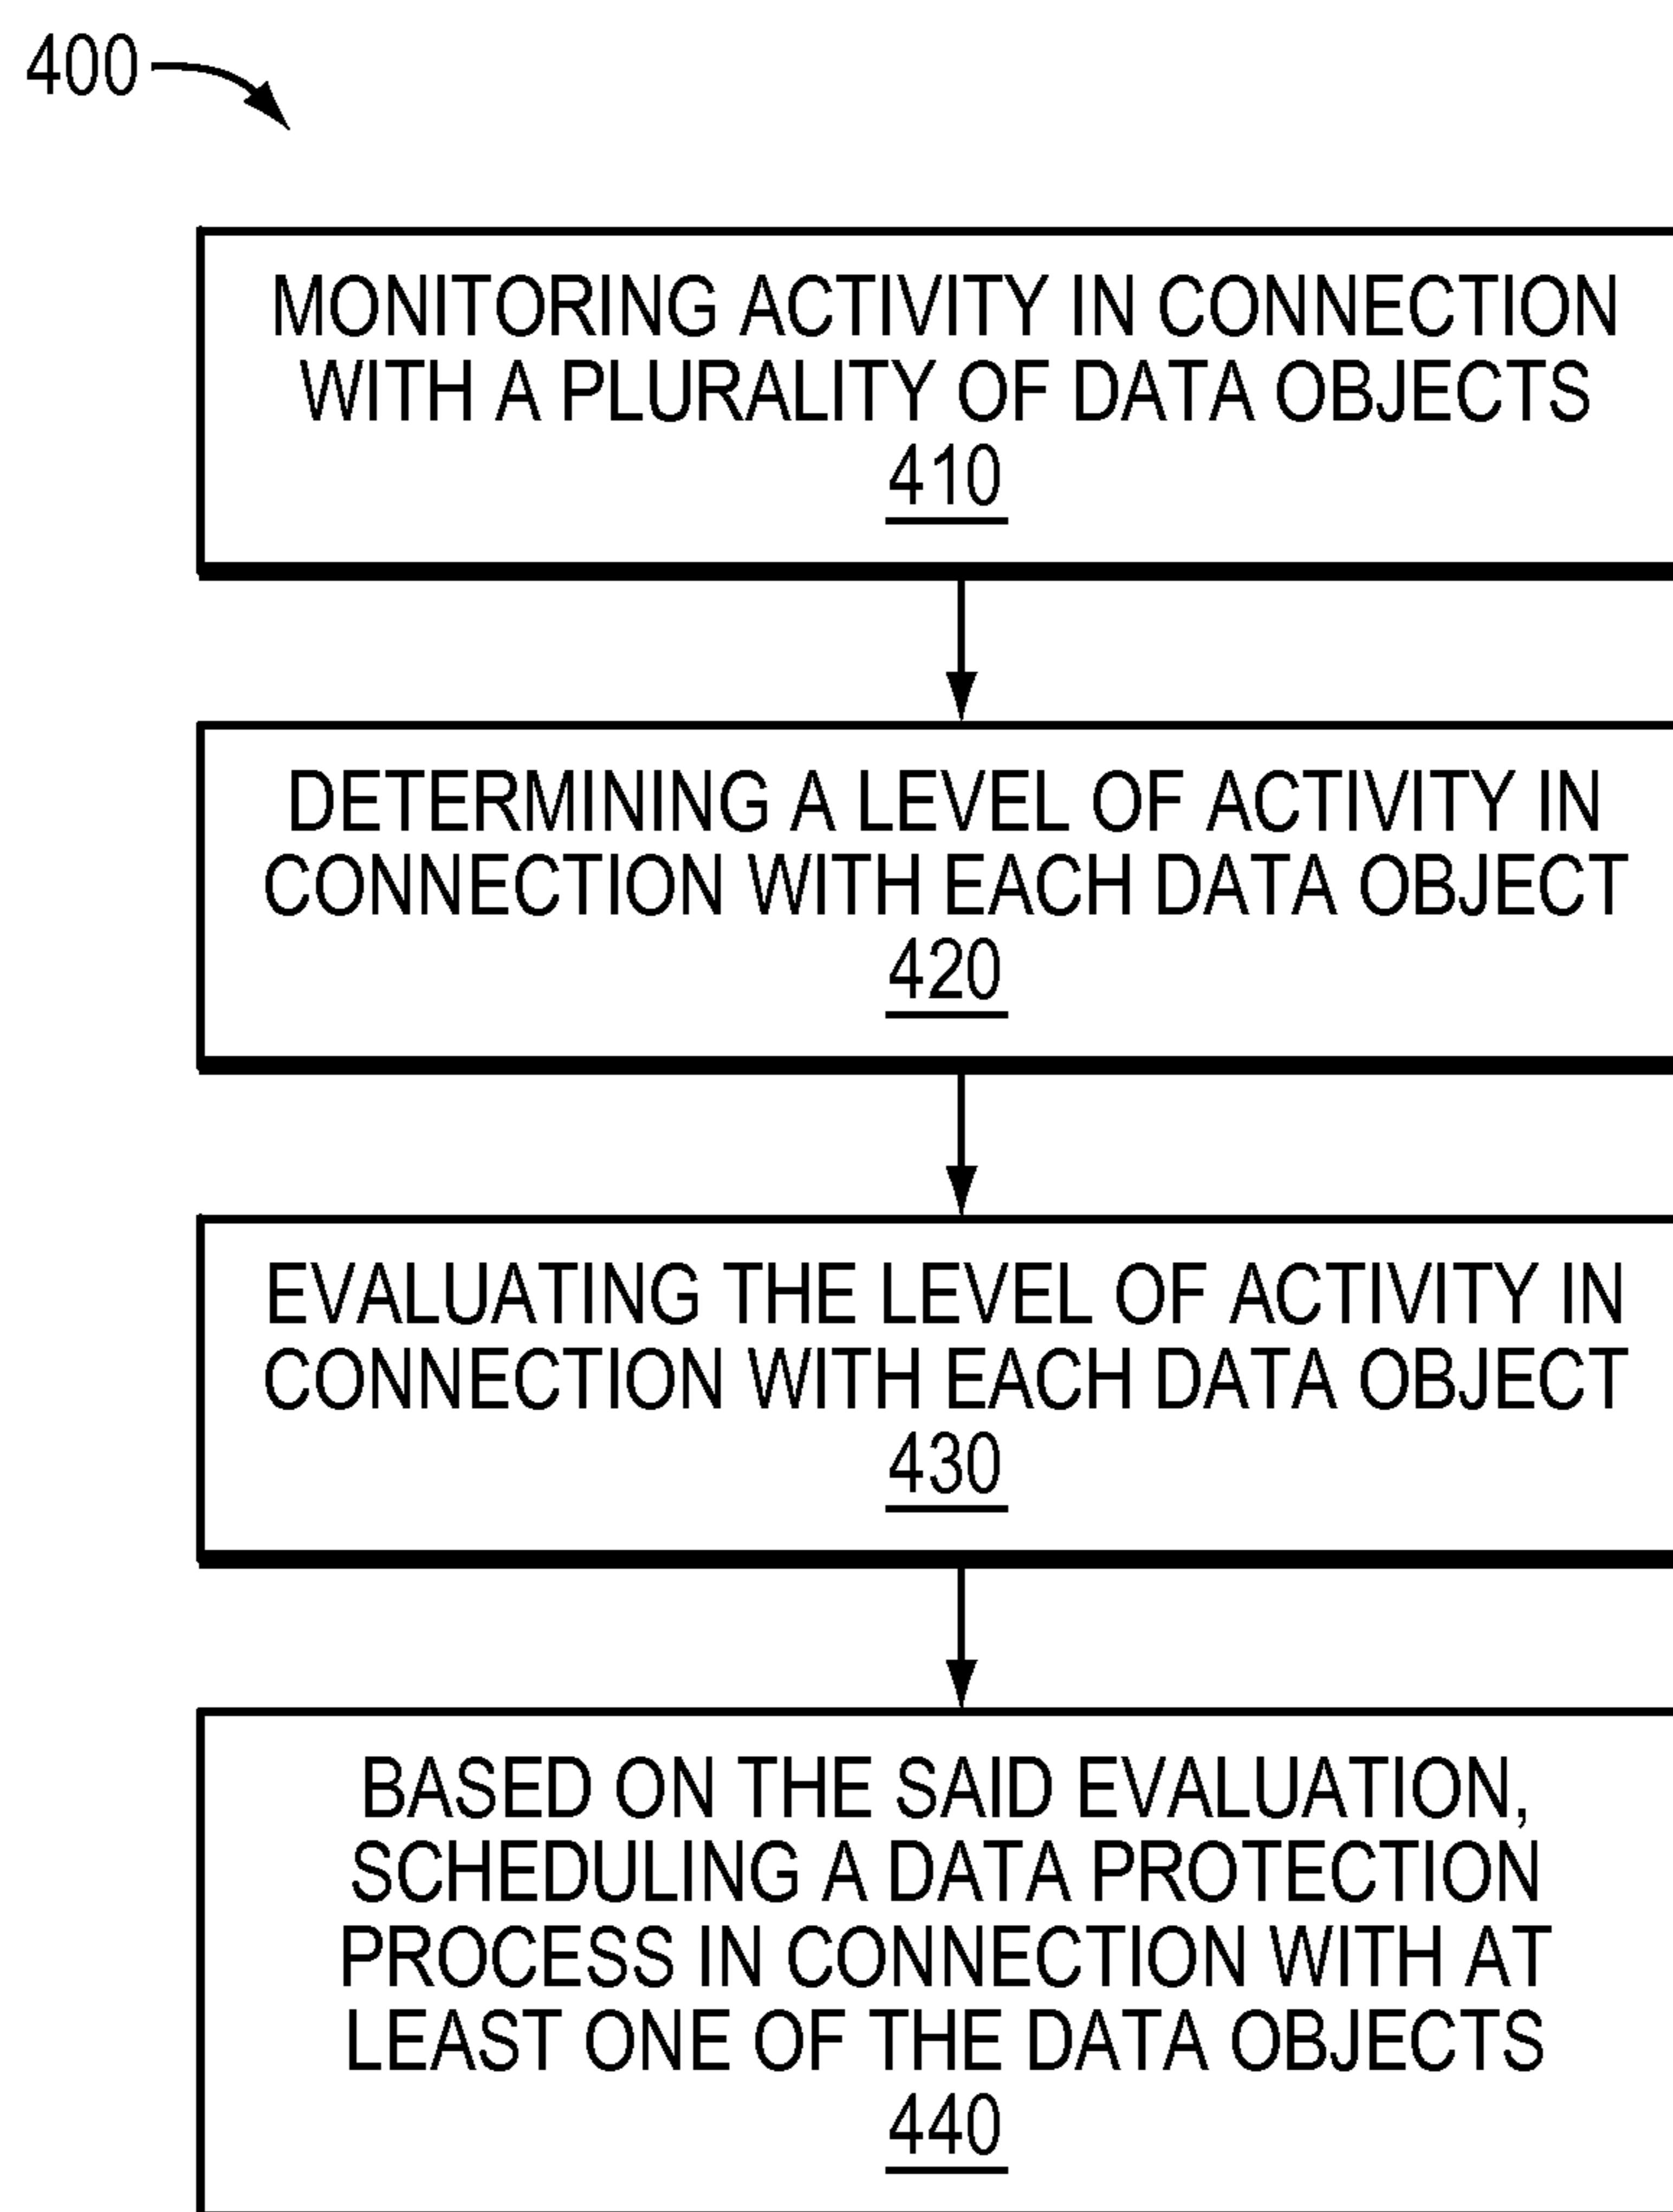 400
MONITORING ACTIVITY IN CONNECTION
WITH A PLURALITY OF DATA OBJECTS
410
DETERMINING A LEVEL OF ACTIVITY IN
CONNECTION WITH EACH DATA OBJECT
420
EVALUATING THE LEVEL OF ACTIVITY IN
CONNECTION WITH EACH DATA OBJECT
430
BASED ON THE SAID EVALUATION,
SCHEDULING A DATA PROTECTION
PROCESS IN CONNECTION WITH AT
LEAST ONE OF THE DATA OBJECTS
440